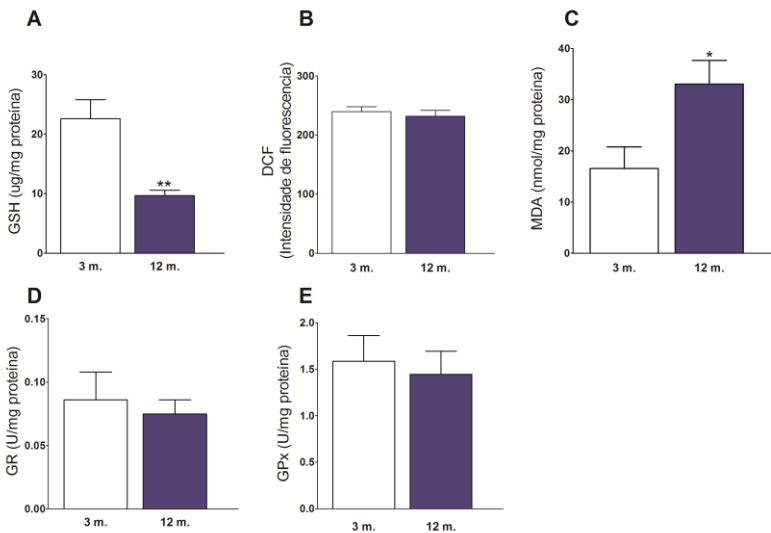 A
GSH (ug/mg proteína)
30
20
10
0
**
3 m. 12 m.
B
DCF
(Intensidade de fluorescencia)
300
200
100
0
3 m. 12 m.
C
MDA (nmol/mg proteína)
40
30
20
10
0
*
3 m. 12 m.
D
GR (U/mg proteína)
0.15
0.10
0.05
0.00
3 m. 12 m.
E
GPx (U/mg proteína)
2.0
1.5
1.0
0.5
0.0
3 m. 12 m.